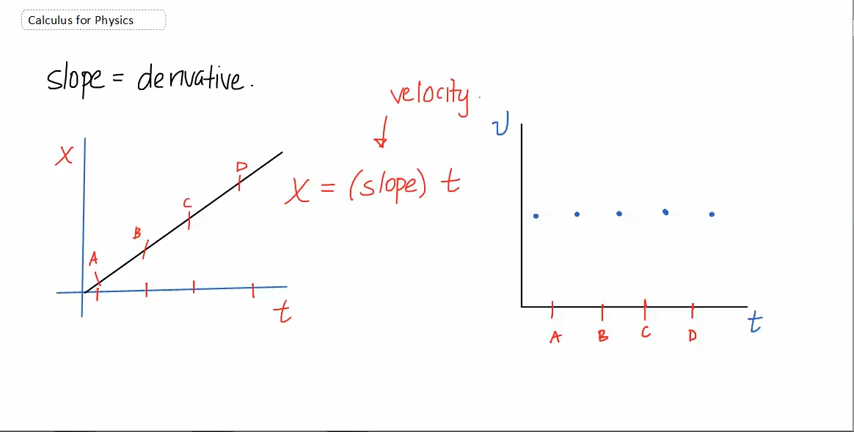 Calculus for Physics
slope = derivative.
velocity.
x
A
B
C
D
t
x = (slope) t
v
A
B
C
D
t